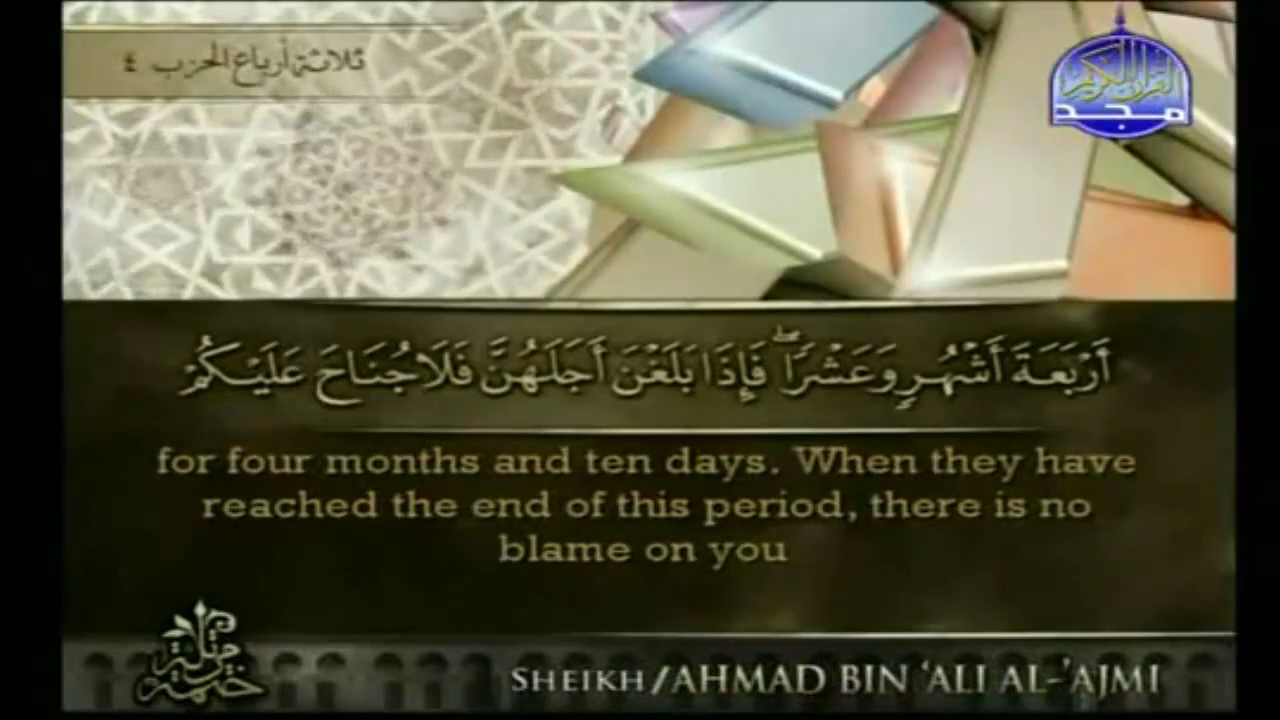 ثلاثة أرباع الحزب ٤
القرآن الكريم
مجد
أَرْبَعَةَ أَشْهُرٍ وَعَشْرًا ۖ فَإِذَا بَلَغْنَ أَجَلَهُنَّ فَلَا جُنَاحَ عَلَيْكُمْ
for four months and ten days. When they have
reached the end of this period, there is no
blame on you
ختمة مرتلة
SHEIKH/AHMAD BIN ‘ALI AL-’AJMI